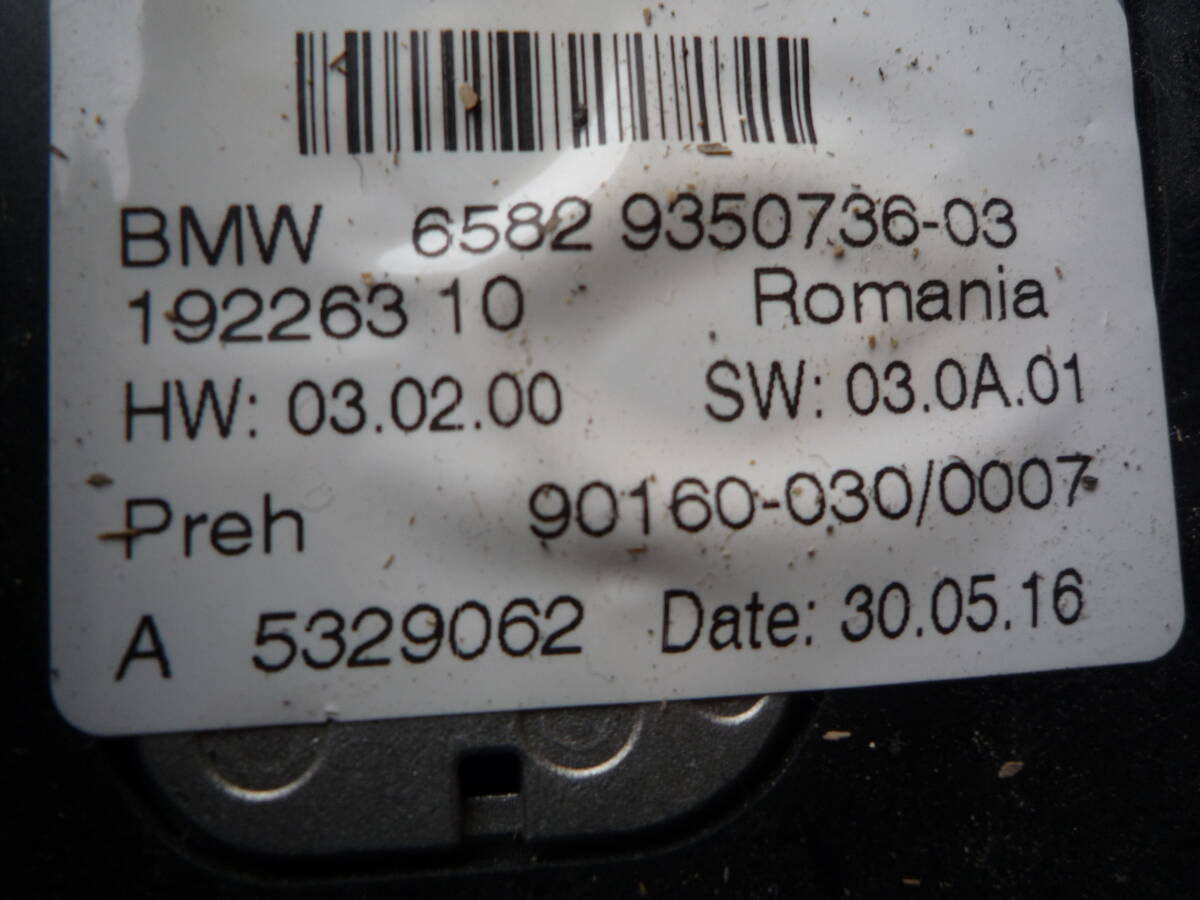 BMW 6582 9350736-03
192263 10 Romania
HW: 03.02.00 SW: 03.0A.01
Preh 90160-030/0007
A 5329062 Date: 30.05.16